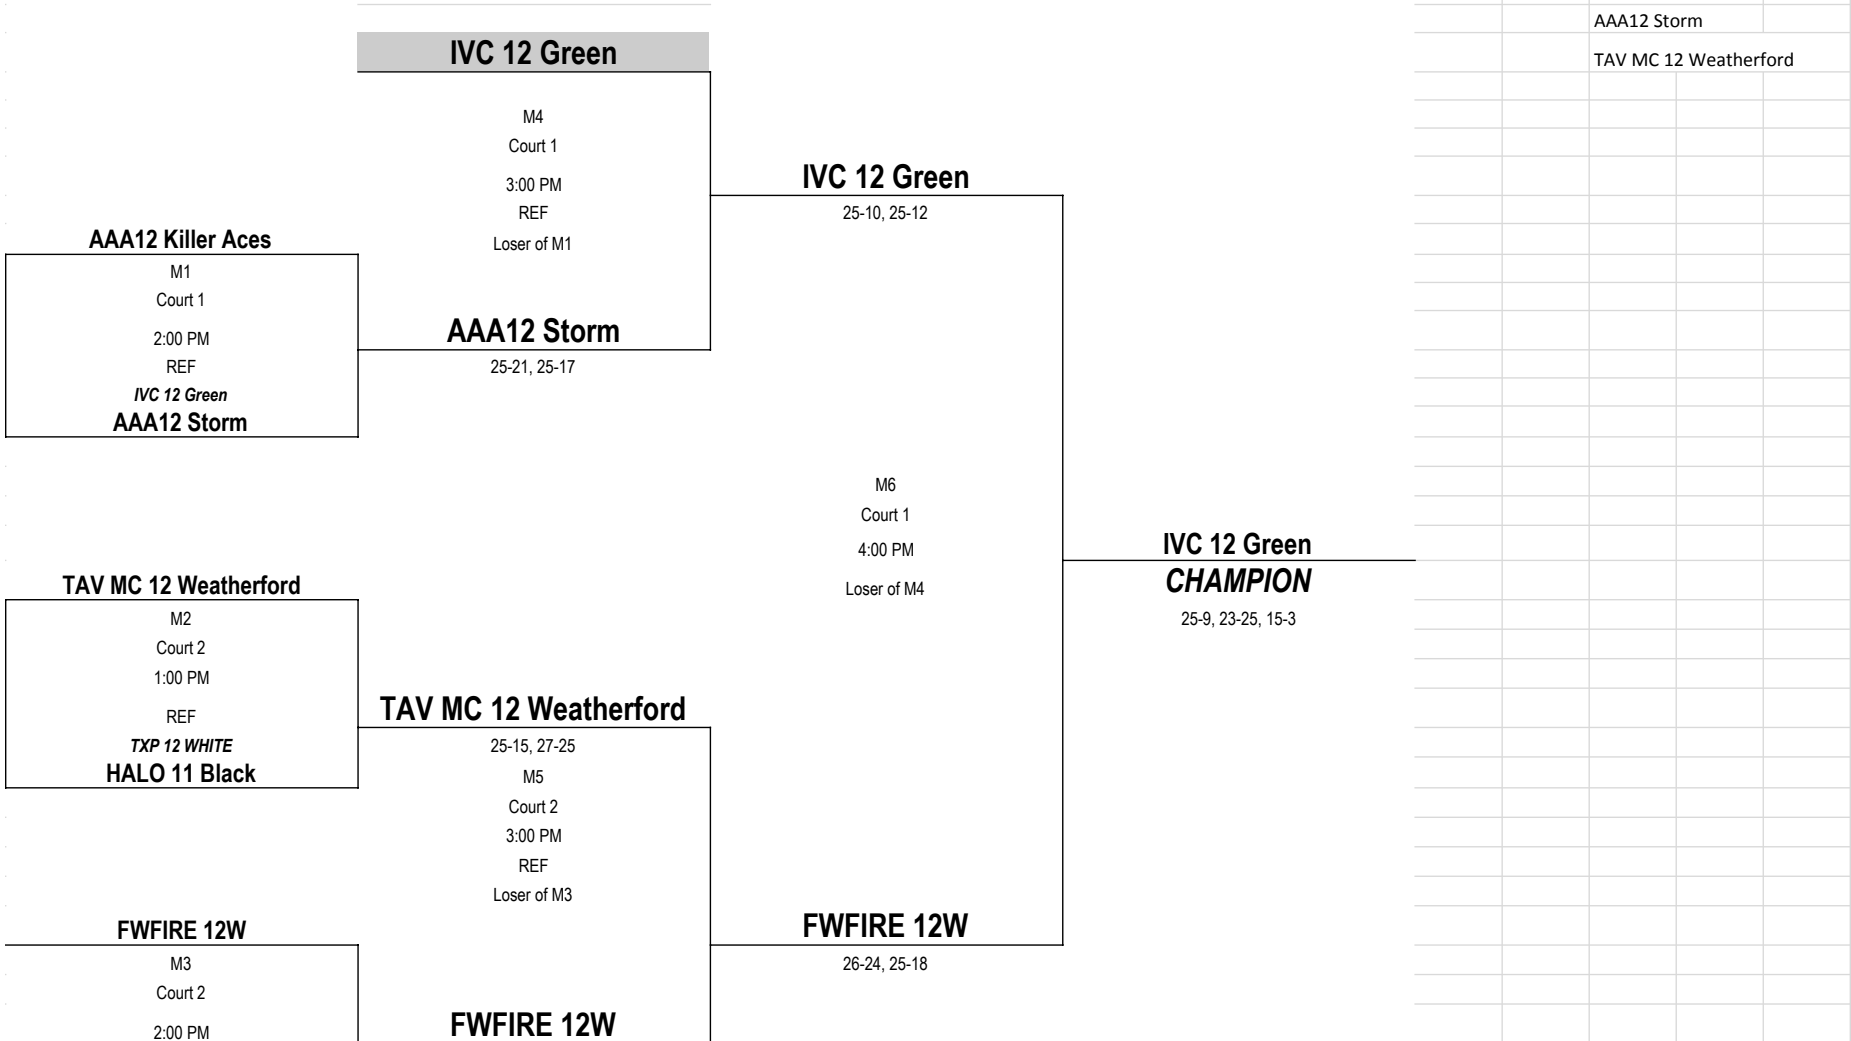 AAA12 Storm
IVC 12 Green
TAV MC 12 Weatherford
M4
Court 1
3:00 PM
REF
Loser of M1
IVC 12 Green
25-10, 25-12
AAA12 Killer Aces
M1
Court 1
2:00 PM
REF
IVC 12 Green
AAA12 Storm
AAA12 Storm
25-21, 25-17
M6
Court 1
4:00 PM
Loser of M4
IVC 12 Green
CHAMPION
25-9, 23-25, 15-3
TAV MC 12 Weatherford
M2
Court 2
1:00 PM
REF
TXP 12 WHITE
HALO 11 Black
TAV MC 12 Weatherford
25-15, 27-25
M5
Court 2
3:00 PM
REF
Loser of M3
FWFIRE 12W
26-24, 25-18
FWFIRE 12W
M3
Court 2
2:00 PM
FWFIRE 12W